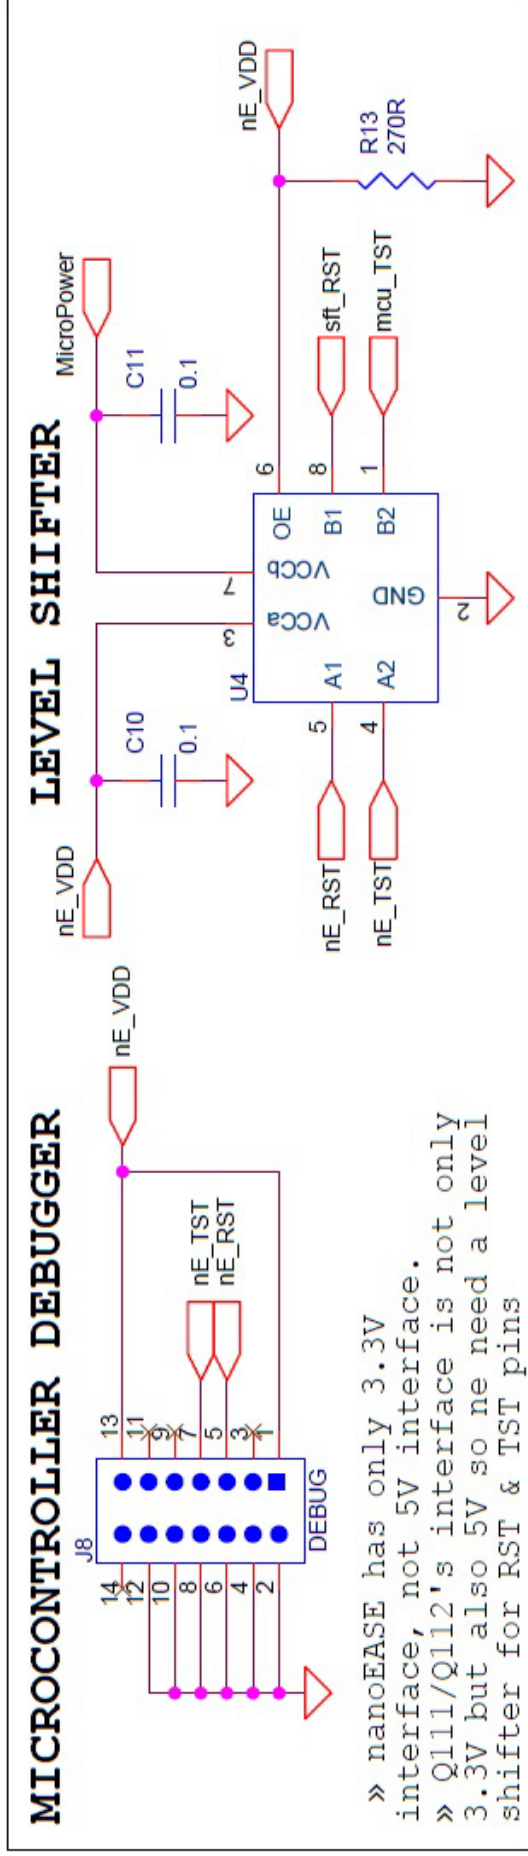 MICROCONTROLLER DEBUGGER
J8
14
12
10
8
6
4
2
13
11
9
7
5
3
1
DEBUG
nE_VDD
nE_TST
nE_RST
» nanoEASE has only 3.3V
interface, not 5V interface.
» Q111/Q112's interface is not only
3.3V but also 5V so ne need a level
shifter for RST & TST pins
LEVEL SHIFTER
nE_VDD
C10
0.1
MicroPower
C11
0.1
nE_VDD
R13
270R
U4
3
VCCa
7
VCCb
OE
6
nE_RST
5
A1
B1
8
sft_RST
nE_TST
4
A2
B2
1
mcu_TST
GND
2